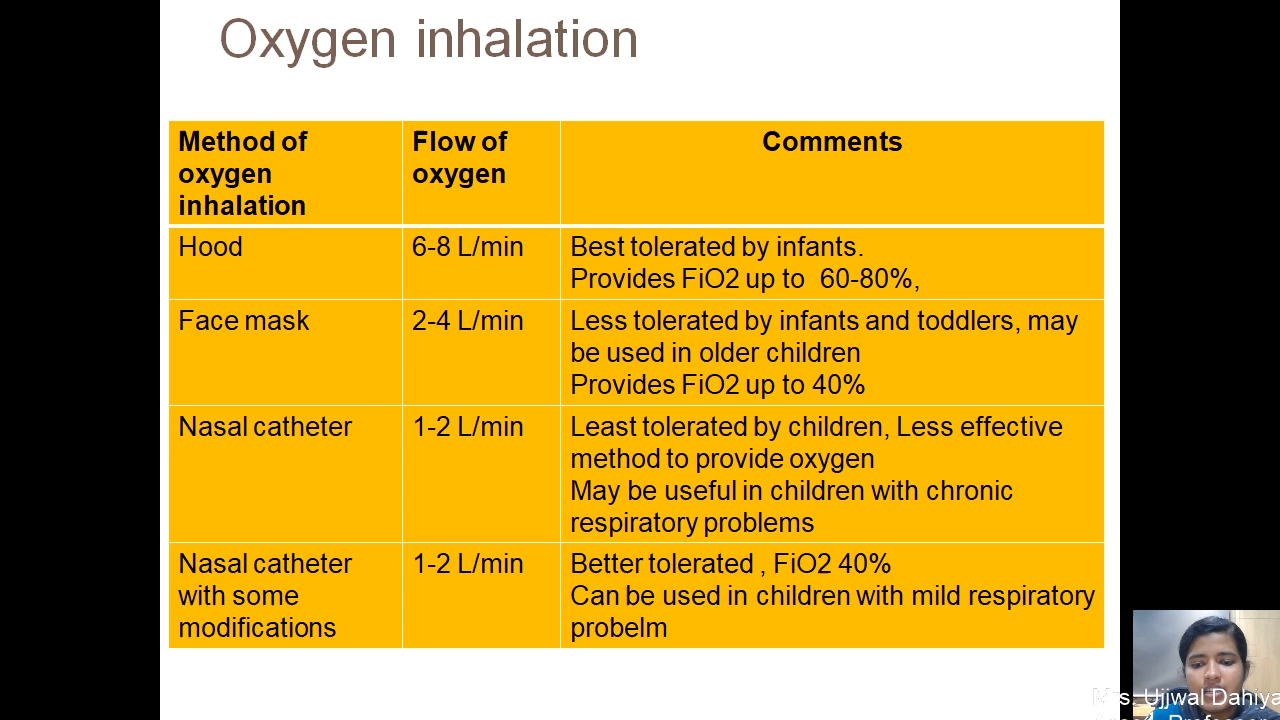 Oxygen inhalation
Method of
oxygen
inhalation
Flow of
oxygen
Comments
Hood
6-8 L/min
Best tolerated by infants.
Provides FiO2 up to  60-80%,
Face mask
2-4 L/min
Less tolerated by infants and toddlers, may
be used in older children
Provides FiO2 up to 40%
Nasal catheter
1-2 L/min
Least tolerated by children, Less effective
method to provide oxygen
May be useful in children with chronic
respiratory problems
Nasal catheter
with some
modifications
1-2 L/min
Better tolerated , FiO2 40%
Can be used in children with mild respiratory
probelm
Mrs. Ujjwal Dahiya